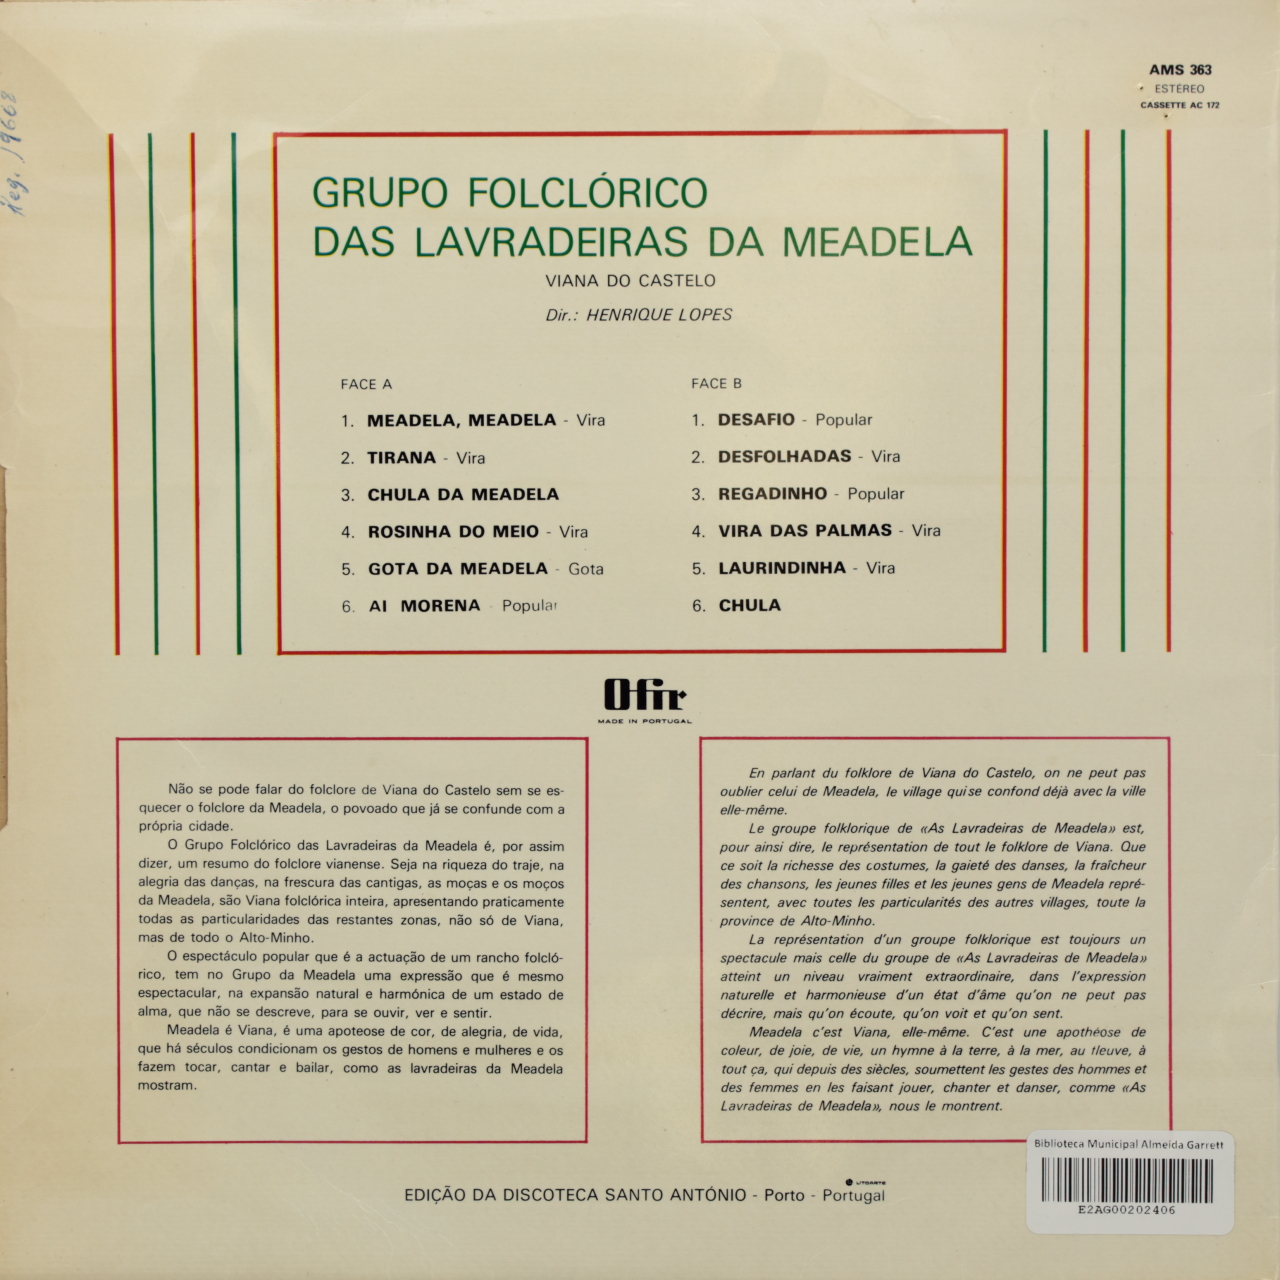 AMS 363
ESTÉREO
CASSETTE AC 172
Reg. 19668
GRUPO FOLCLÓRICO
DAS LAVRADEIRAS DA MEADELA
VIANA DO CASTELO
Dir.: HENRIQUE LOPES
FACE A
1. MEADELA, MEADELA - Vira
2. TIRANA - Vira
3. CHULA DA MEADELA
4. ROSINHA DO MEIO - Vira
5. GOTA DA MEADELA - Gota
6. AI MORENA - Popular
FACE B
1. DESAFIO - Popular
2. DESFOLHADAS - Vira
3. REGADINHO - Popular
4. VIRA DAS PALMAS - Vira
5. LAURINDINHA - Vira
6. CHULA
Ofir
MADE IN PORTUGAL
Não se pode falar do folclore de Viana do Castelo sem se es-
quecer o folclore da Meadela, o povoado que já se confunde com a
própria cidade.
O Grupo Folclórico das Lavradeiras da Meadela é, por assim
dizer, um resumo do folclore vianense. Seja na riqueza do traje, na
alegria das danças, na frescura das cantigas, as moças e os moços
da Meadela, são Viana folclórica inteira, apresentando praticamente
todas as particularidades das restantes zonas, não só de Viana,
mas de todo o Alto-Minho.
O espectáculo popular que é a actuação de um rancho folcló-
rico, tem no Grupo da Meadela uma expressão que é mesmo
espectacular, na expansão natural e harmónica de um estado de
alma, que não se descreve, para se ouvir, ver e sentir.
Meadela é Viana, é uma apoteose de cor, de alegria, de vida,
que há séculos condicionam os gestos de homens e mulheres e os
fazem tocar, cantar e bailar, como as lavradeiras da Meadela
mostram.
En parlant du folklore de Viana do Castelo, on ne peut pas
oublier celui de Meadela, le village qui se confond déjà avec la ville
elle-même.
Le groupe folklorique de «As Lavradeiras de Meadela» est,
pour ainsi dire, le représentation de tout le folklore de Viana. Que
ce soit la richesse des costumes, la gaieté des danses, la fraîcheur
des chansons, les jeunes filles et les jeunes gens de Meadela repré-
sentent, avec toutes les particularités des autres villages, toute la
province de Alto-Minho.
La représentation d'un groupe folklorique est toujours un
spectacule mais celle du groupe de «As Lavradeiras de Meadela»
atteint un niveau vraiment extraordinaire, dans l'expression
naturelle et harmonieuse d'un état d'âme qu'on ne peut pas
décrire, mais qu'on écoute, qu'on voit et qu'on sent.
Meadela c'est Viana, elle-même. C'est une apothéose de
coleur, de joie, de vie, un hymne à la terre, à la mer, au fleuve, à
tout ça, qui depuis des siècles, soumettent les gestes des hommes et
des femmes en les faisant jouer, chanter et danser, comme «As
Lavradeiras de Meadela», nous le montrent.
LITOARTE
EDIÇÃO DA DISCOTECA SANTO ANTÓNIO - Porto - Portugal
Biblioteca Municipal Almeida Garrett
E2AG00202406